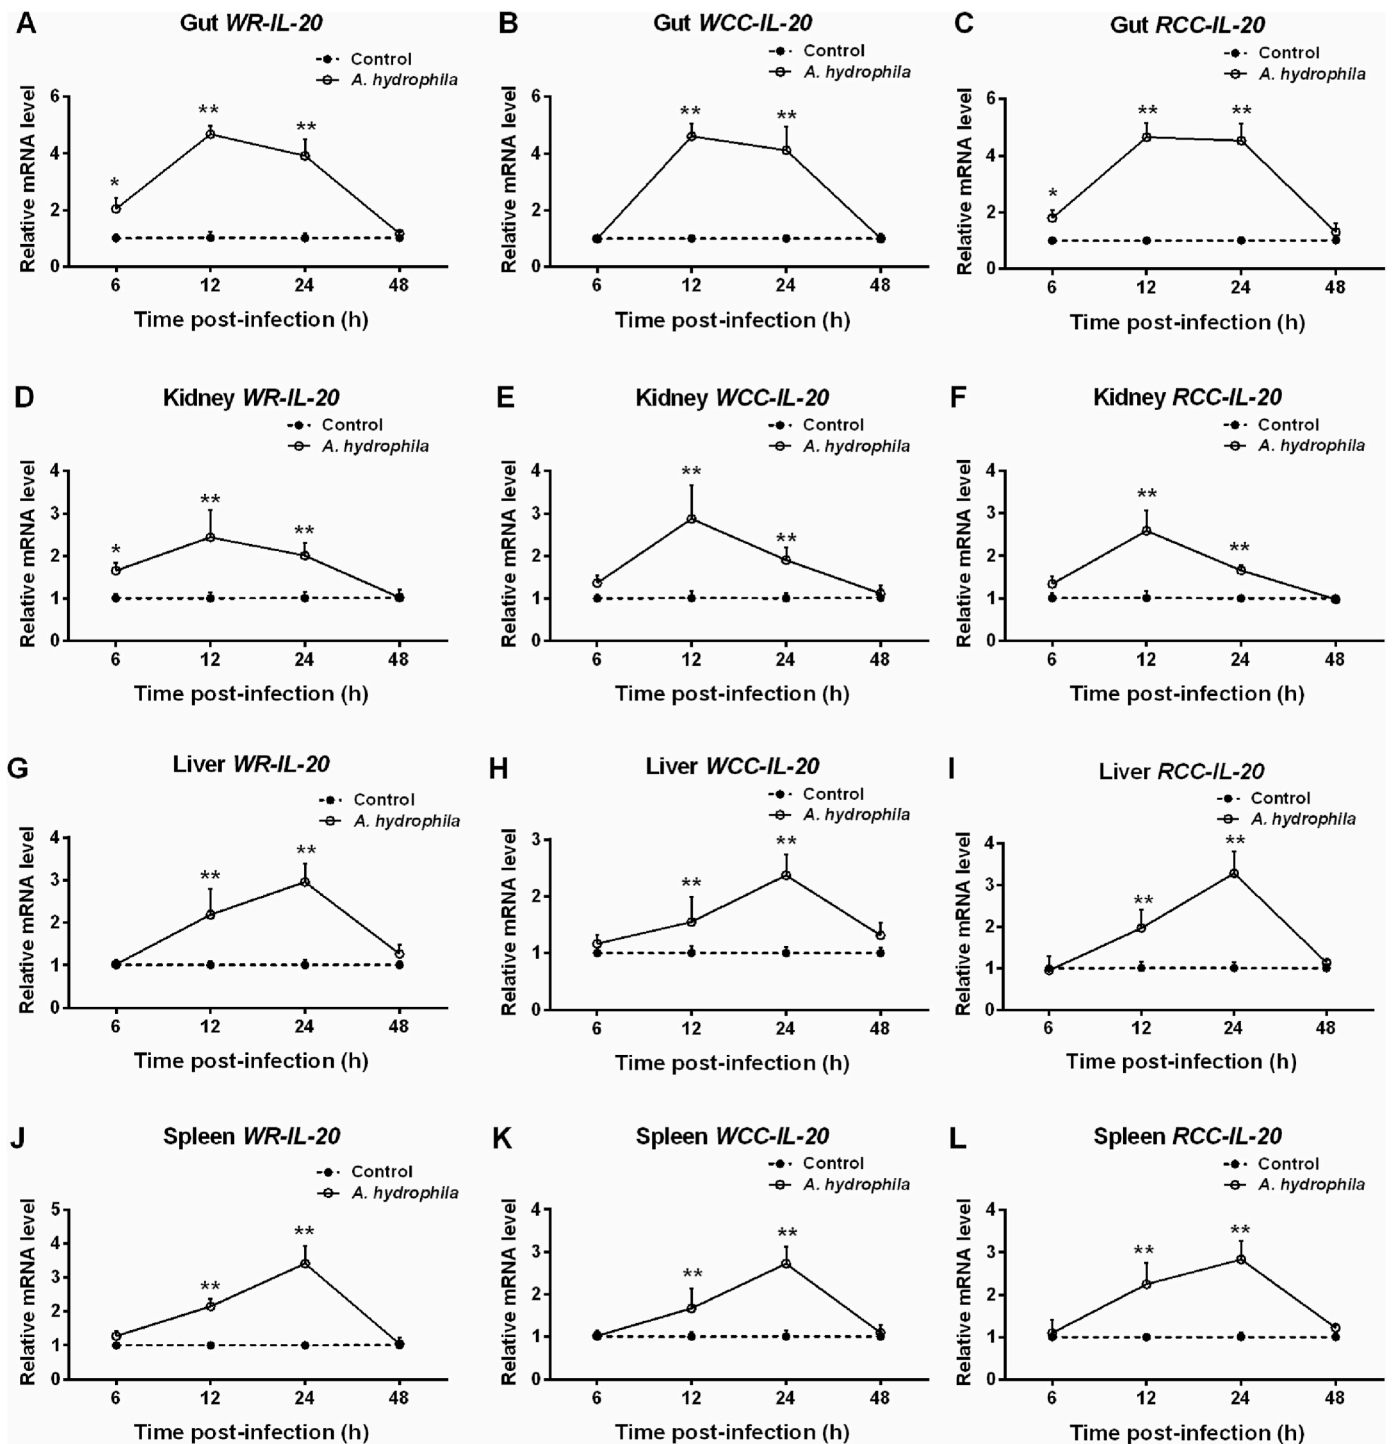 A
Gut WR-IL-20
Control
A. hydrophila
Relative mRNA level
6
4
2
0
**
**
*
6 12 24 48
Time post-infection (h)
B
Gut WCC-IL-20
Control
A. hydrophila
Relative mRNA level
6
4
2
0
**
**
6 12 24 48
Time post-infection (h)
C
Gut RCC-IL-20
Control
A. hydrophila
Relative mRNA level
6
4
2
0
**
**
*
6 12 24 48
Time post-infection (h)
D
Kidney WR-IL-20
Control
A. hydrophila
Relative mRNA level
4
3
2
1
0
**
**
*
6 12 24 48
Time post-infection (h)
E
Kidney WCC-IL-20
Control
A. hydrophila
Relative mRNA level
4
3
2
1
0
**
**
6 12 24 48
Time post-infection (h)
F
Kidney RCC-IL-20
Control
A. hydrophila
Relative mRNA level
4
3
2
1
0
**
**
6 12 24 48
Time post-infection (h)
G
Liver WR-IL-20
Control
A. hydrophila
Relative mRNA level
4
3
2
1
0
**
**
6 12 24 48
Time post-infection (h)
H
Liver WCC-IL-20
Control
A. hydrophila
Relative mRNA level
3
2
1
0
**
**
6 12 24 48
Time post-infection (h)
I
Liver RCC-IL-20
Control
A. hydrophila
Relative mRNA level
4
3
2
1
0
**
**
6 12 24 48
Time post-infection (h)
J
Spleen WR-IL-20
Control
A. hydrophila
Relative mRNA level
5
4
3
2
1
0
**
**
6 12 24 48
Time post-infection (h)
K
Spleen WCC-IL-20
Control
A. hydrophila
Relative mRNA level
4
3
2
1
0
**
**
6 12 24 48
Time post-infection (h)
L
Spleen RCC-IL-20
Control
A. hydrophila
Relative mRNA level
4
3
2
1
0
**
**
6 12 24 48
Time post-infection (h)